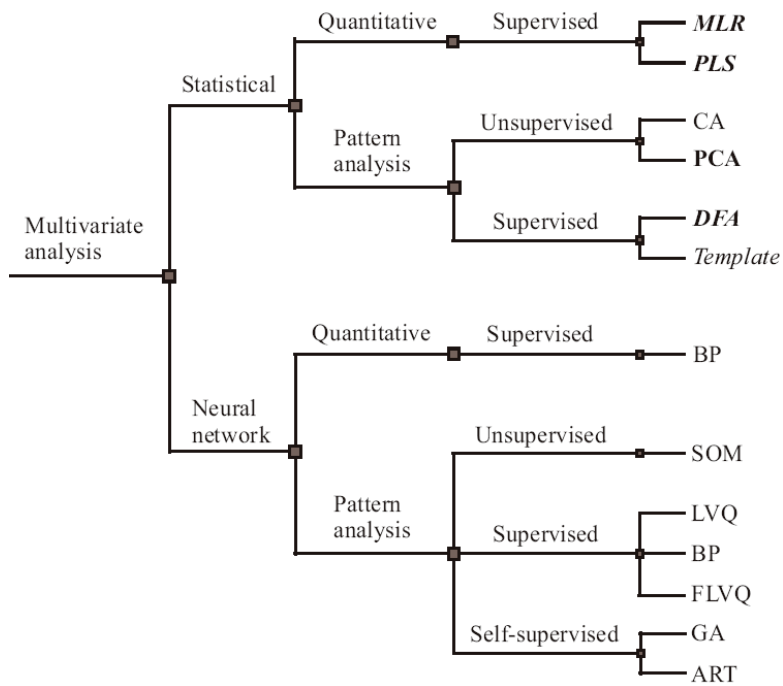 Quantitative
Supervised
MLR
PLS
Statistical
Pattern
analysis
Unsupervised
CA
PCA
Supervised
DFA
Template
Multivariate
analysis
Quantitative
Supervised
BP
Neural
network
Unsupervised
SOM
Pattern
analysis
Supervised
LVQ
BP
FLVQ
Self-supervised
GA
ART